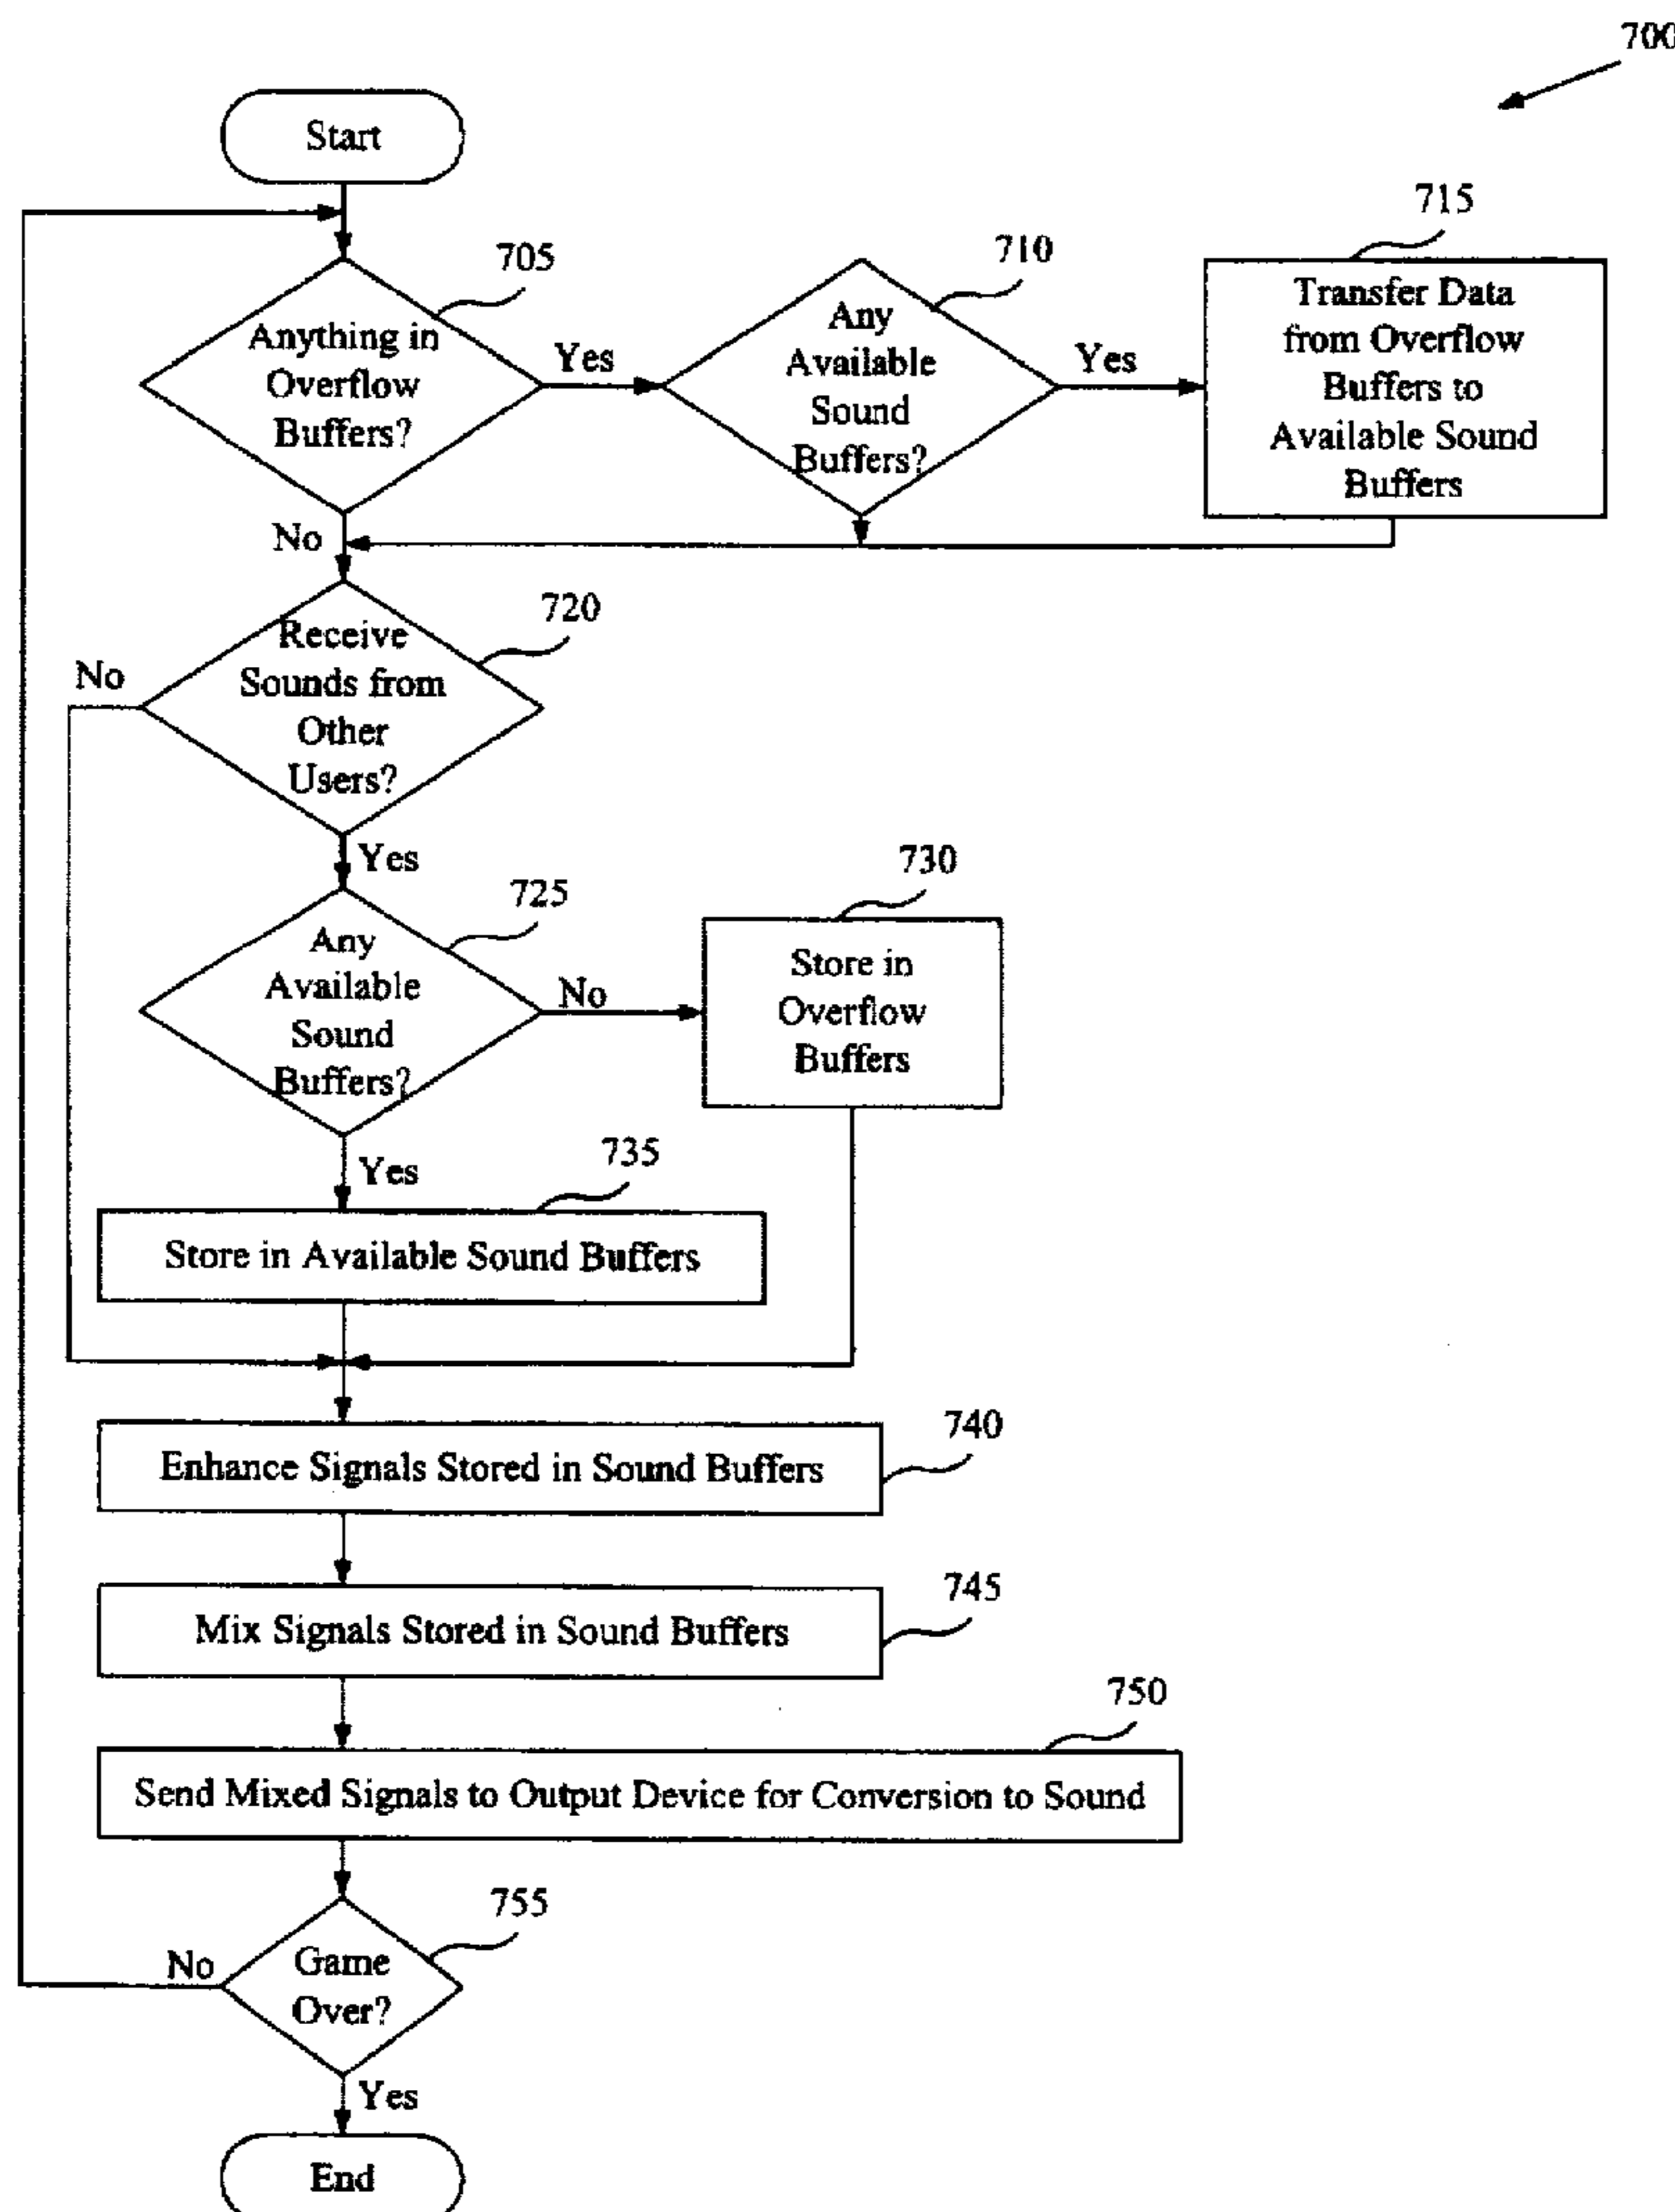 700
Start
705
Anything in
Overflow
Buffers?
Yes
No
710
Any
Available
Sound
Buffers?
Yes
715
Transfer Data
from Overflow
Buffers to
Available Sound
Buffers
720
Receive
Sounds from
Other
Users?
No
Yes
725
Any
Available
Sound
Buffers?
No
Yes
730
Store in
Overflow
Buffers
735
Store in Available Sound Buffers
740
Enhance Signals Stored in Sound Buffers
745
Mix Signals Stored in Sound Buffers
750
Send Mixed Signals to Output Device for Conversion to Sound
755
Game
Over?
No
Yes
End